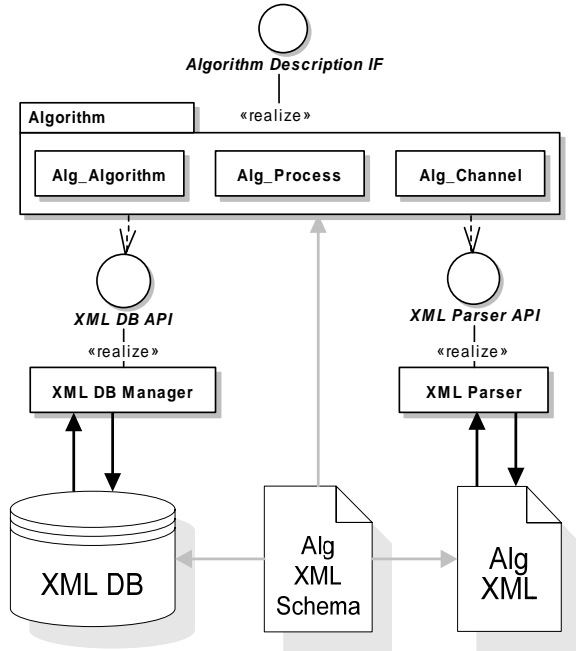 Algorithm Description IF
«realize»
Algorithm
Alg_Algorithm
Alg_Process
Alg_Channel
XML DB API
XML Parser API
«realize»
«realize»
XML DB Manager
XML Parser
XML DB
Alg
XML
Schema
Alg
XML